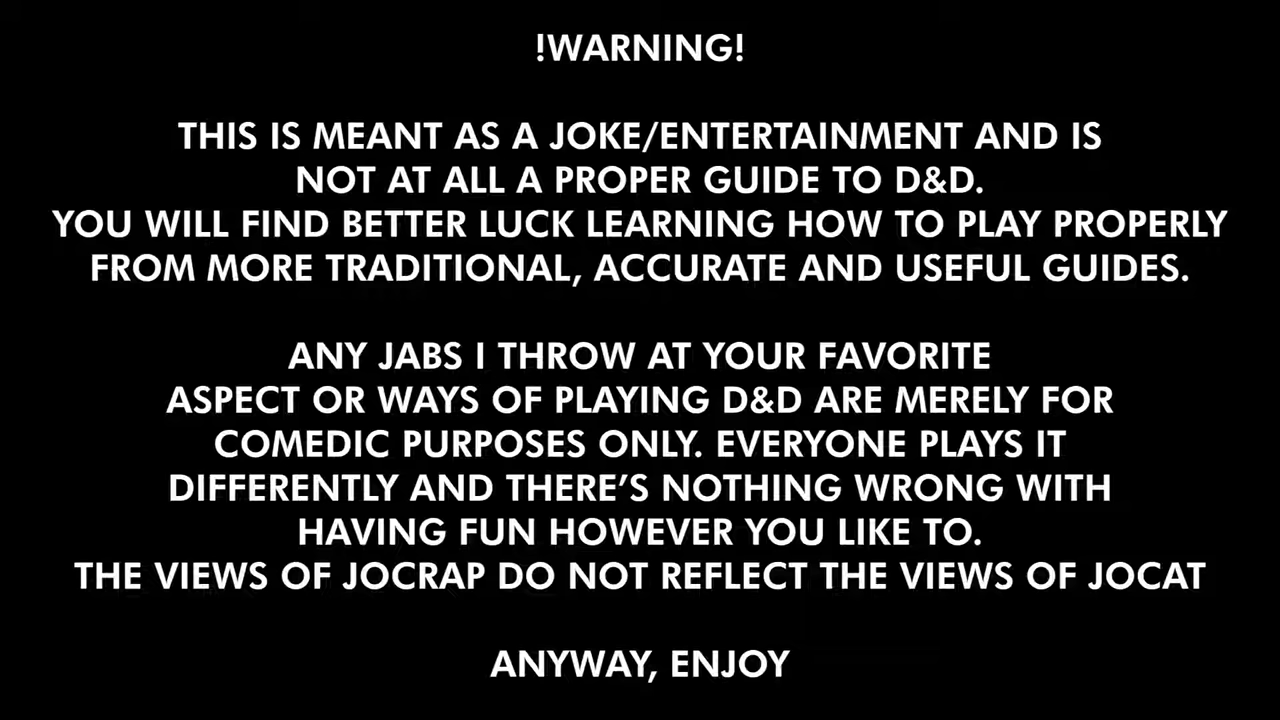 !WARNING!
THIS IS MEANT AS A JOKE/ENTERTAINMENT AND IS
NOT AT ALL A PROPER GUIDE TO D&D.
YOU WILL FIND BETTER LUCK LEARNING HOW TO PLAY PROPERLY
FROM MORE TRADITIONAL, ACCURATE AND USEFUL GUIDES.
ANY JABS I THROW AT YOUR FAVORITE
ASPECT OR WAYS OF PLAYING D&D ARE MERELY FOR
COMEDIC PURPOSES ONLY. EVERYONE PLAYS IT
DIFFERENTLY AND THERE’S NOTHING WRONG WITH
HAVING FUN HOWEVER YOU LIKE TO.
THE VIEWS OF JOCRAP DO NOT REFLECT THE VIEWS OF JOCAT
ANYWAY, ENJOY